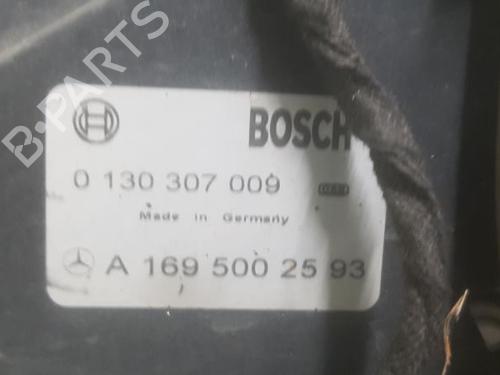 BOSCH
0 130 307 009
Made in Germany
A 169 500 25 93
B-PARTS